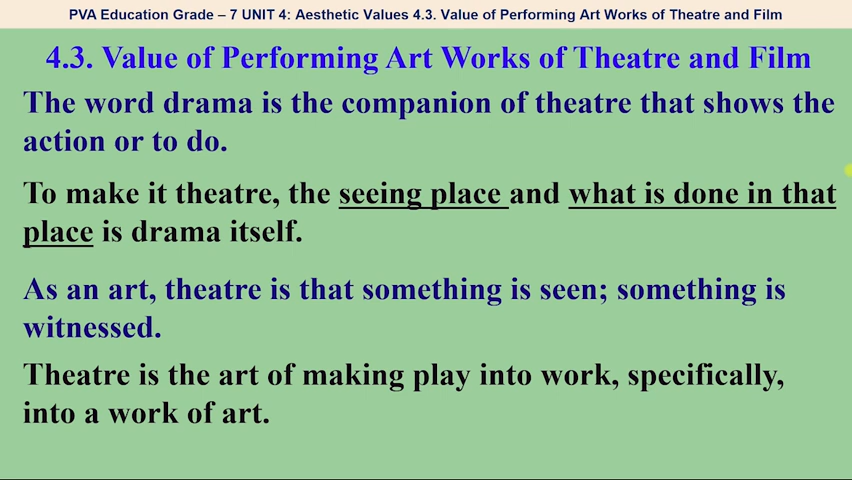 PVA Education Grade – 7 UNIT 4: Aesthetic Values 4.3. Value of Performing Art Works of Theatre and Film
4.3. Value of Performing Art Works of Theatre and Film
The word drama is the companion of theatre that shows the
action or to do.
To make it theatre, the seeing place and what is done in that
place is drama itself.
As an art, theatre is that something is seen; something is
witnessed.
Theatre is the art of making play into work, specifically,
into a work of art.